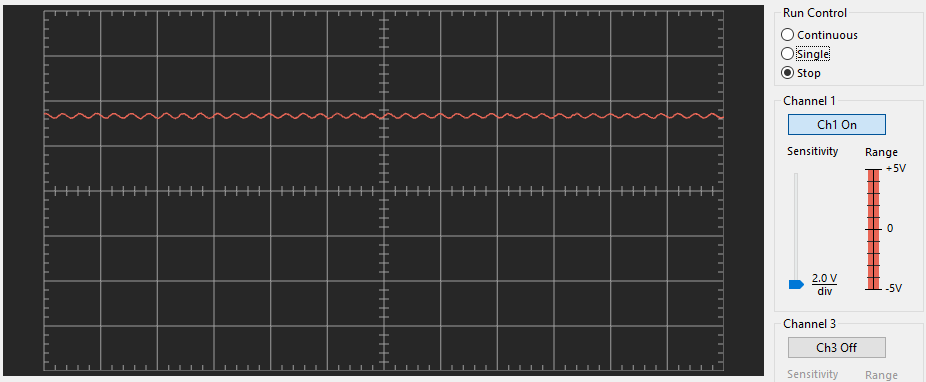 Run Control
Continuous
Single
Stop
Channel 1
Ch1 On
Sensitivity
Range
+5V
0
2.0 V
div
-5V
Channel 3
Ch3 Off
Sensitivity
Range